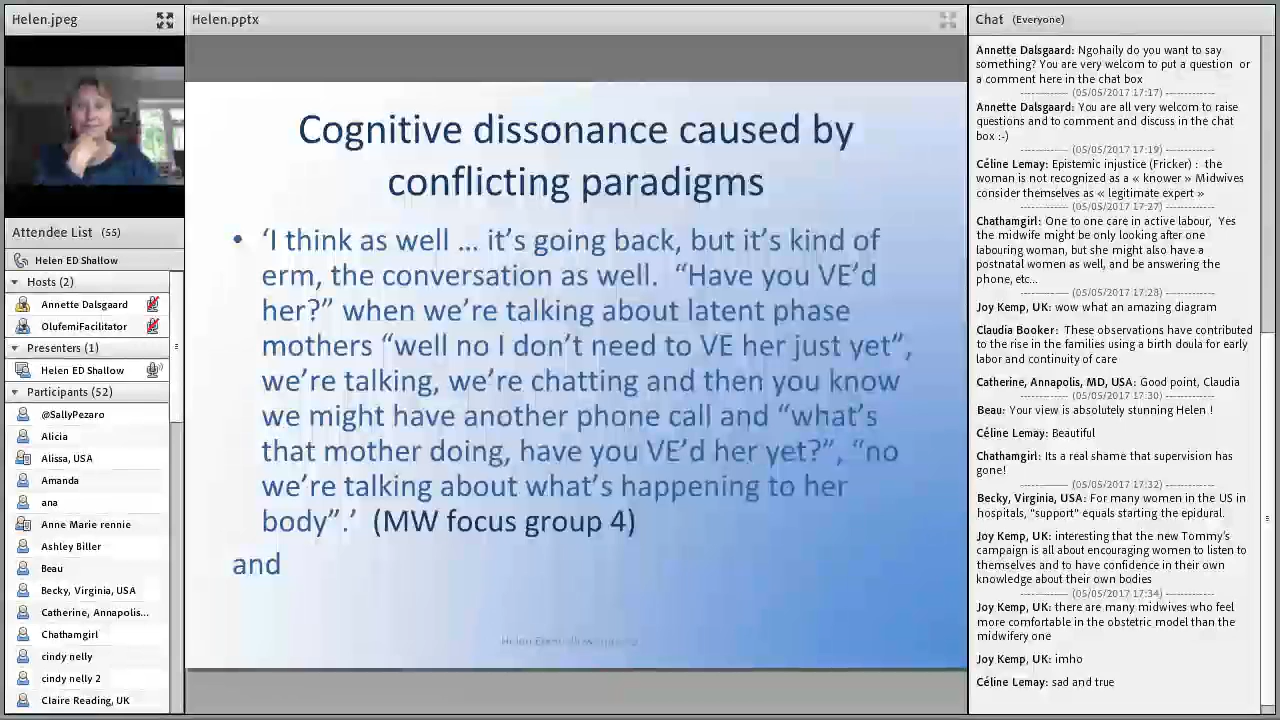 Helen.jpeg
Helen.pptx
Attendee List (55)
Helen ED Shallow
Hosts (2)
Annette Dalsgaard
OlufemiFacilitator
Presenters (1)
Helen ED Shallow
Participants (52)
@SallyPezaro
Alicia
Alissa, USA
Amanda
ana
Anne Marie rennie
Ashley Biller
Beau
Becky, Virginia, USA
Catherine, Annapolis...
Chathamgirl
cindy nelly
cindy nelly 2
Claire Reading, UK
Cognitive dissonance caused by
conflicting paradigms
• ‘I think as well … it’s going back, but it’s kind of
erm, the conversation as well. “Have you VE’d
her?” when we’re talking about latent phase
mothers “well no I don’t need to VE her just yet”,
we’re talking, we’re chatting and then you know
we might have another phone call and “what’s
that mother doing, have you VE’d her yet?”, “no
we’re talking about what’s happening to her
body”.’ (MW focus group 4)
and
Helen
Chat (Everyone)
Annette Dalsgaard: Ngohaily do you want to say
something? You are very welcom to put a question or
a comment here in the chat box
------------ (05/05/2017 17:17) ------------
Annette Dalsgaard: You are all very welcom to raise
questions and to comment and discuss in the chat
box :-)
------------ (05/05/2017 17:19) ------------
Céline Lemay: Epistemic injustice (Fricker) : the
woman is not recognized as a « knower » Midwives
consider themselves as « legitimate expert »
------------ (05/05/2017 17:27) ------------
Chathamgirl: One to one care in active labour, Yes
the midwife might be only looking after one
labouring woman, but she might also have a
postnatal women as well, and be answering the
phone, etc...
------------ (05/05/2017 17:28) ------------
Joy Kemp, UK: wow what an amazing diagram
Claudia Booker: These observations have contributed
to the rise in the families using a birth doula for early
labor and continuity of care
Catherine, Annapolis, MD, USA: Good point, Claudia
------------ (05/05/2017 17:30) ------------
Beau: Your view is absolutely stunning Helen !
Céline Lemay: Beautiful
Chathamgirl: Its a real shame that supervision has
gone!
------------ (05/05/2017 17:32) ------------
Becky, Virginia, USA: For many women in the US in
hospitals, "support" equals starting the epidural.
Joy Kemp, UK: interesting that the new Tommy's
campaign is all about encouraging women to listen to
themselves and to have confidence in their own
knowledge about their own bodies
------------ (05/05/2017 17:34) ------------
Joy Kemp, UK: there are many midwives who feel
more comfortable in the obstetric model than the
midwifery one
Joy Kemp, UK: imho
Céline Lemay: sad and true